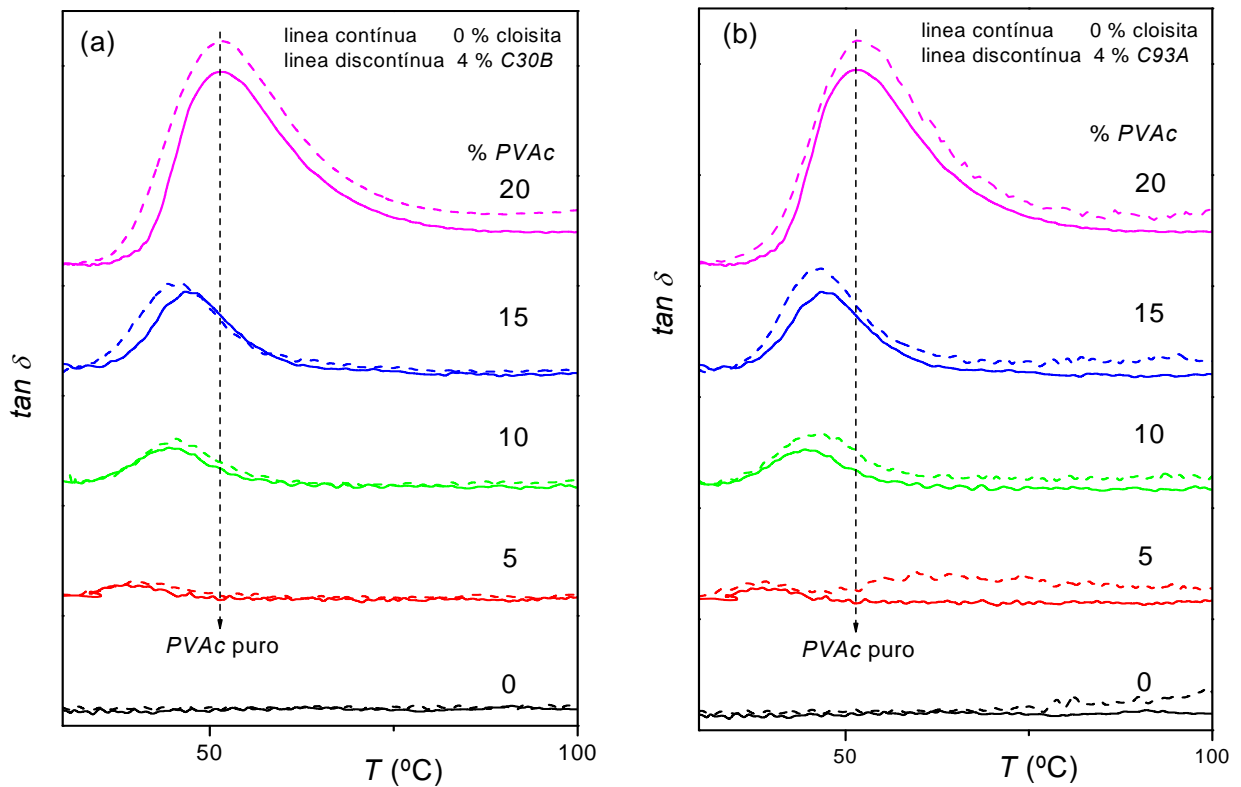 (a)
linea contínua 0 % cloisita
linea discontínua 4 % C30B
% PVAc
20
15
10
5
0
PVAc puro
tan δ
50
100
T (ºC)
(b)
linea contínua 0 % cloisita
linea discontínua 4 % C93A
% PVAc
20
15
10
5
0
PVAc puro
tan δ
50
100
T (ºC)